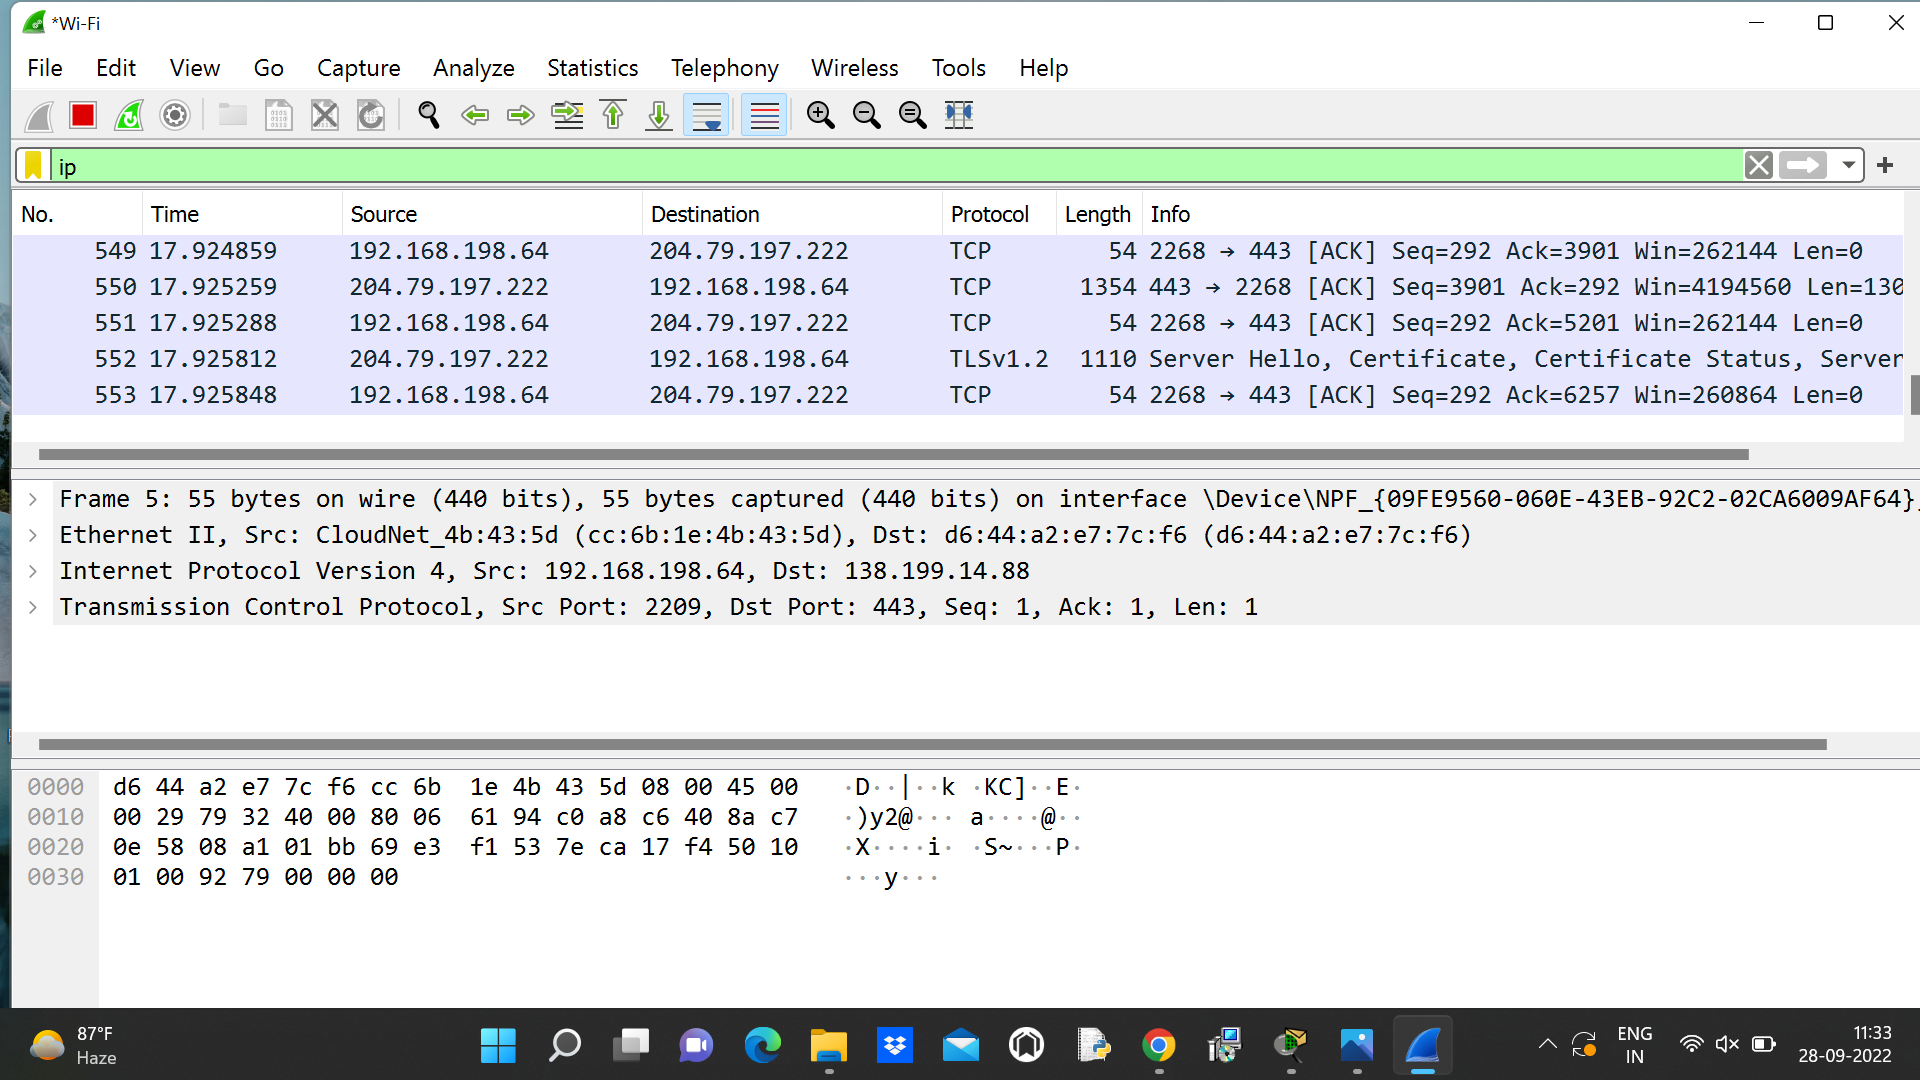 *Wi-Fi
File Edit View Go Capture Analyze Statistics Telephony Wireless Tools Help
ip
No. Time Source Destination Protocol Length Info
549 17.924859 192.168.198.64 204.79.197.222 TCP 54 2268 → 443 [ACK] Seq=292 Ack=3901 Win=262144 Len=0
550 17.925259 204.79.197.222 192.168.198.64 TCP 1354 443 → 2268 [ACK] Seq=3901 Ack=292 Win=4194560 Len=130
551 17.925288 192.168.198.64 204.79.197.222 TCP 54 2268 → 443 [ACK] Seq=292 Ack=5201 Win=262144 Len=0
552 17.925812 204.79.197.222 192.168.198.64 TLSv1.2 1110 Server Hello, Certificate, Certificate Status, Server
553 17.925848 192.168.198.64 204.79.197.222 TCP 54 2268 → 443 [ACK] Seq=292 Ack=6257 Win=260864 Len=0
Frame 5: 55 bytes on wire (440 bits), 55 bytes captured (440 bits) on interface \Device\NPF_{09FE9560-060E-43EB-92C2-02CA6009AF64},
Ethernet II, Src: CloudNet_4b:43:5d (cc:6b:1e:4b:43:5d), Dst: d6:44:a2:e7:7c:f6 (d6:44:a2:e7:7c:f6)
Internet Protocol Version 4, Src: 192.168.198.64, Dst: 138.199.14.88
Transmission Control Protocol, Src Port: 2209, Dst Port: 443, Seq: 1, Ack: 1, Len: 1
0000 d6 44 a2 e7 7c f6 cc 6b 1e 4b 43 5d 08 00 45 00 ·D··|··k ·KC]··E·
0010 00 29 79 32 40 00 80 06 61 94 c0 a8 c6 40 8a c7 ·)y2@··· a····@··
0020 0e 58 08 a1 01 bb 69 e3 f1 53 7e ca 17 f4 50 10 ·X····i· ·S~···P·
0030 01 00 92 79 00 00 00 ···y···
87°F
Haze
ENG
IN
11:33
28-09-2022